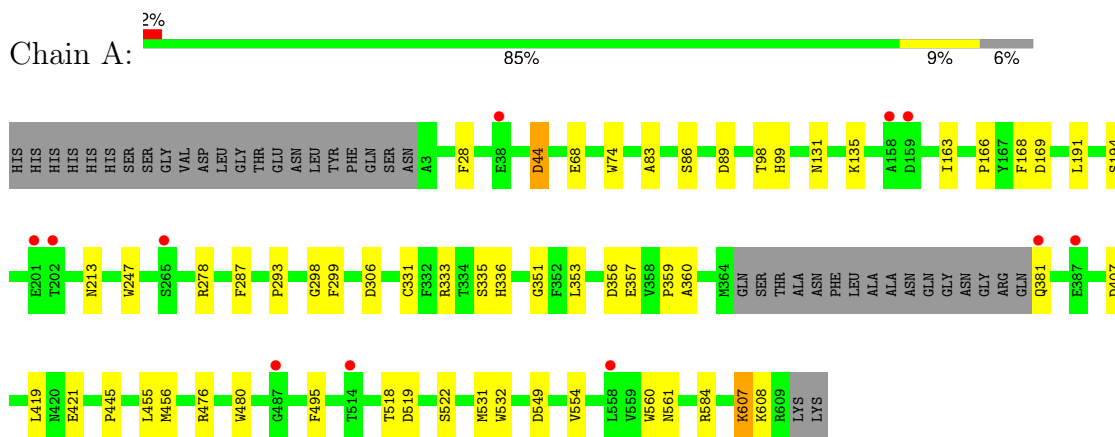 2%
Chain A:
85% 9% 6%
HIS HIS HIS HIS HIS HIS SER SER GLY VAL ASP LEU GLY THR GLU ASN LEU TYR PHE GLN SER ASN A3 F28 E38 D44 E68 W74 A83 S86 D89 T98 H99 N131 K135 A158 D159 I163 P166 Y167 F168 D169 L191 S194
E201 T202 N213 W247 S265 R278 F287 P293 G298 F299 D306 C331 F332 R333 T334 S335 H336 G351 F352 L353 D356 E357 V358 P359 A360 M364 GLN SER THR ALA ASN PHE LEU ALA ALA ASN GLN GLY ASN GLY ARG GLN Q381 E387 D407
L419 N420 E421 P445 L455 M456 R476 W480 G487 F495 T514 T518 D519 S522 M531 W532 D549 V554 L558 V559 W560 N561 R584 K607 K608 R609 LYS LYS